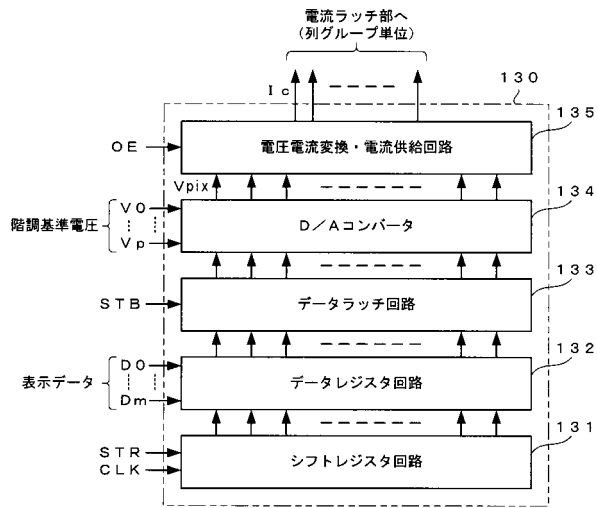 電流ラッチ部へ
(列グループ単位)
Ic
130
135
OE
電圧電流変換・電流供給回路
Vpix
134
階調基準電圧
V0
Vp
D/Aコンバータ
133
STB
データラッチ回路
132
表示データ
D0
Dm
データレジスタ回路
131
STR
CLK
シフトレジスタ回路